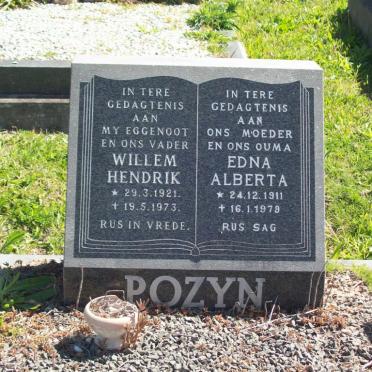 IN TERE
GEDAGTENIS
AAN
MY EGGENOOT
EN ONS VADER
WILLEM
HENDRIK
* 29.3.1921.
† 19.5.1973.
RUS IN VREDE.
IN TERE
GEDAGTENIS
AAN
ONS MOEDER
EN ONS OUMA
EDNA
ALBERTA
* 24.12.1911
† 16.1.1979
RUS SAG
POZYN